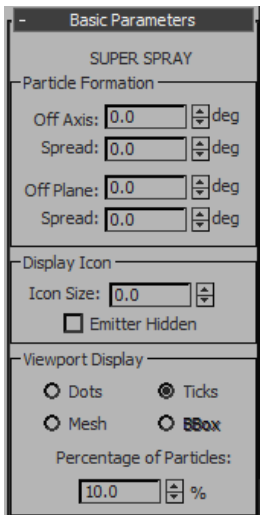 - Basic Parameters
SUPER SPRAY
Particle Formation
Off Axis: 0.0 deg
Spread: 0.0 deg
Off Plane: 0.0 deg
Spread: 0.0 deg
Display Icon
Icon Size: 0.0
Emitter Hidden
Viewport Display
Dots Ticks
Mesh BBox
Percentage of Particles:
10.0 %